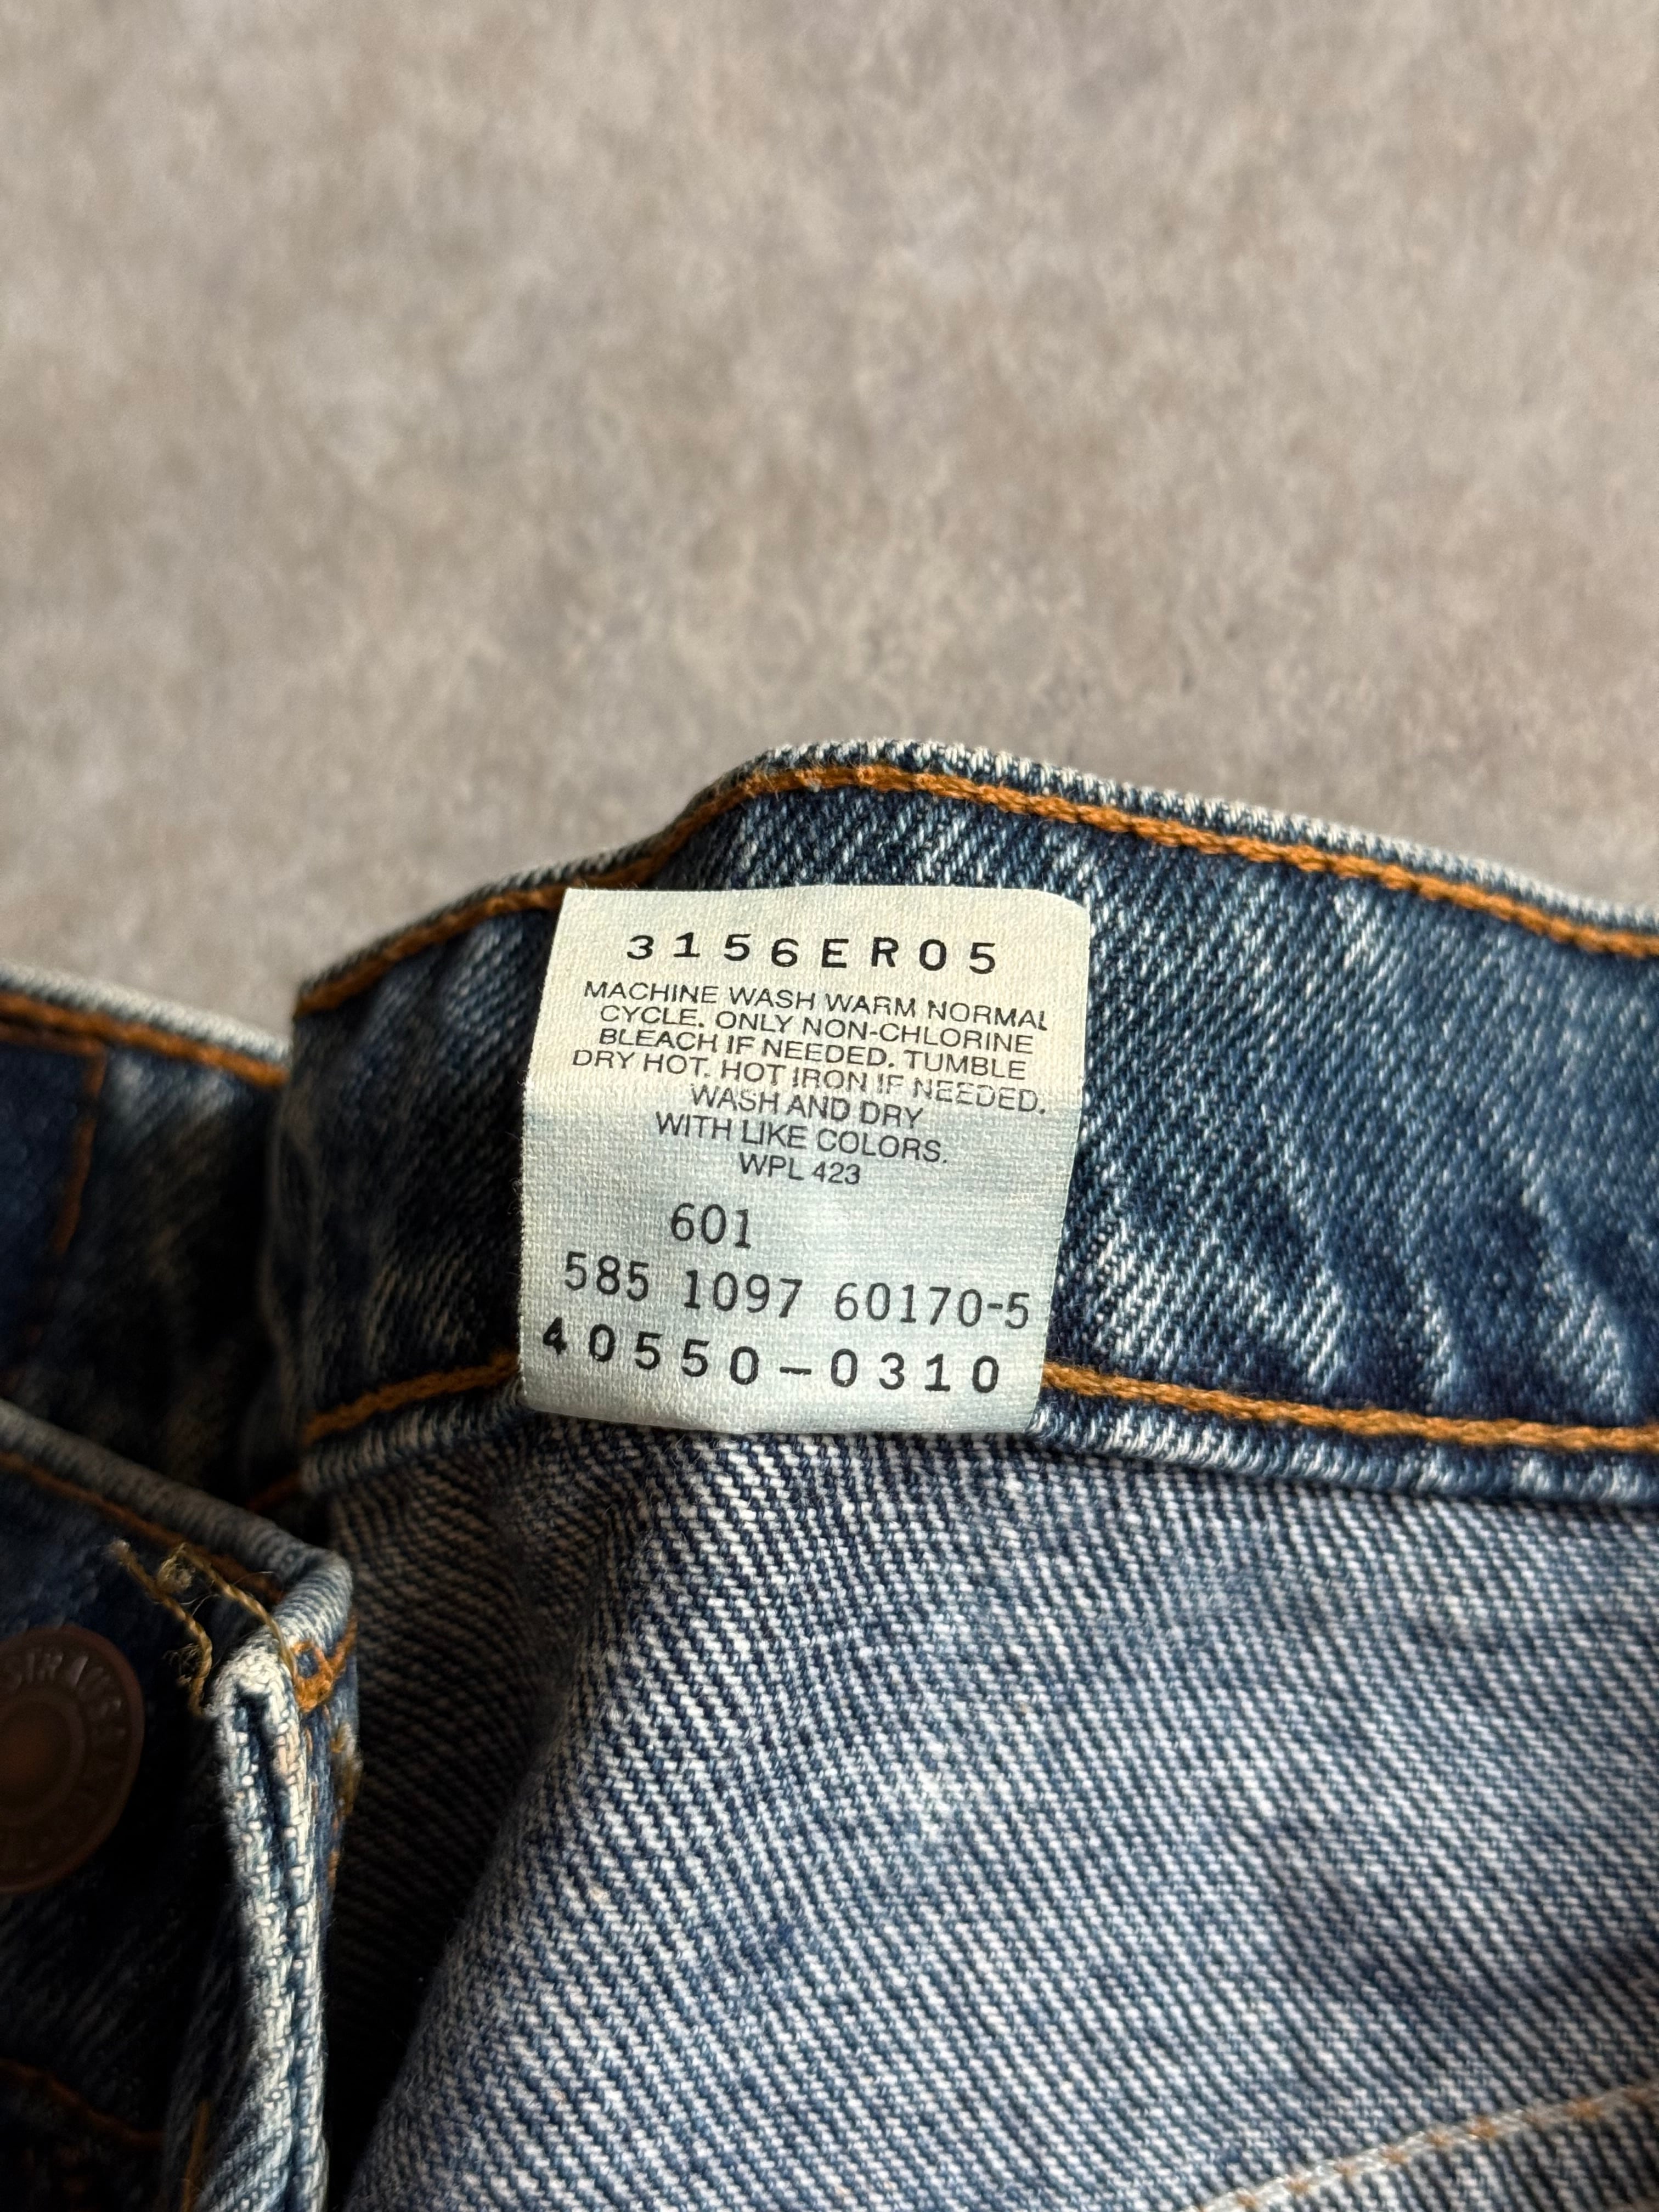 3156ER05
MACHINE WASH WARM NORMAL
CYCLE. ONLY NON-CHLORINE
BLEACH IF NEEDED. TUMBLE
DRY HOT. HOT IRON IF NEEDED.
WASH AND DRY
WITH LIKE COLORS.
WPL 423
601
585 1097 60170-5
40550-0310
STRAUSS